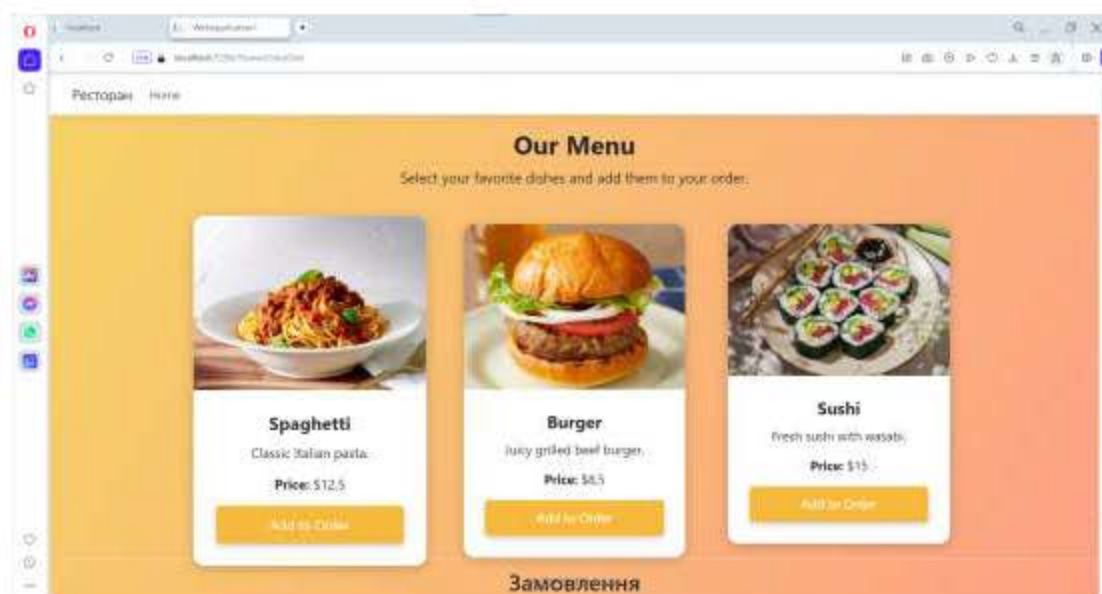 Ресторан Home
Our Menu
Select your favorite dishes and add them to your order.
Spaghetti
Classic Italian pasta.
Price: $12,5
Add to Order
Burger
Juicy grilled beef burger.
Price: $8,5
Add to Order
Sushi
Fresh sushi with wasabi.
Price: $15
Add to Order
Замовлення